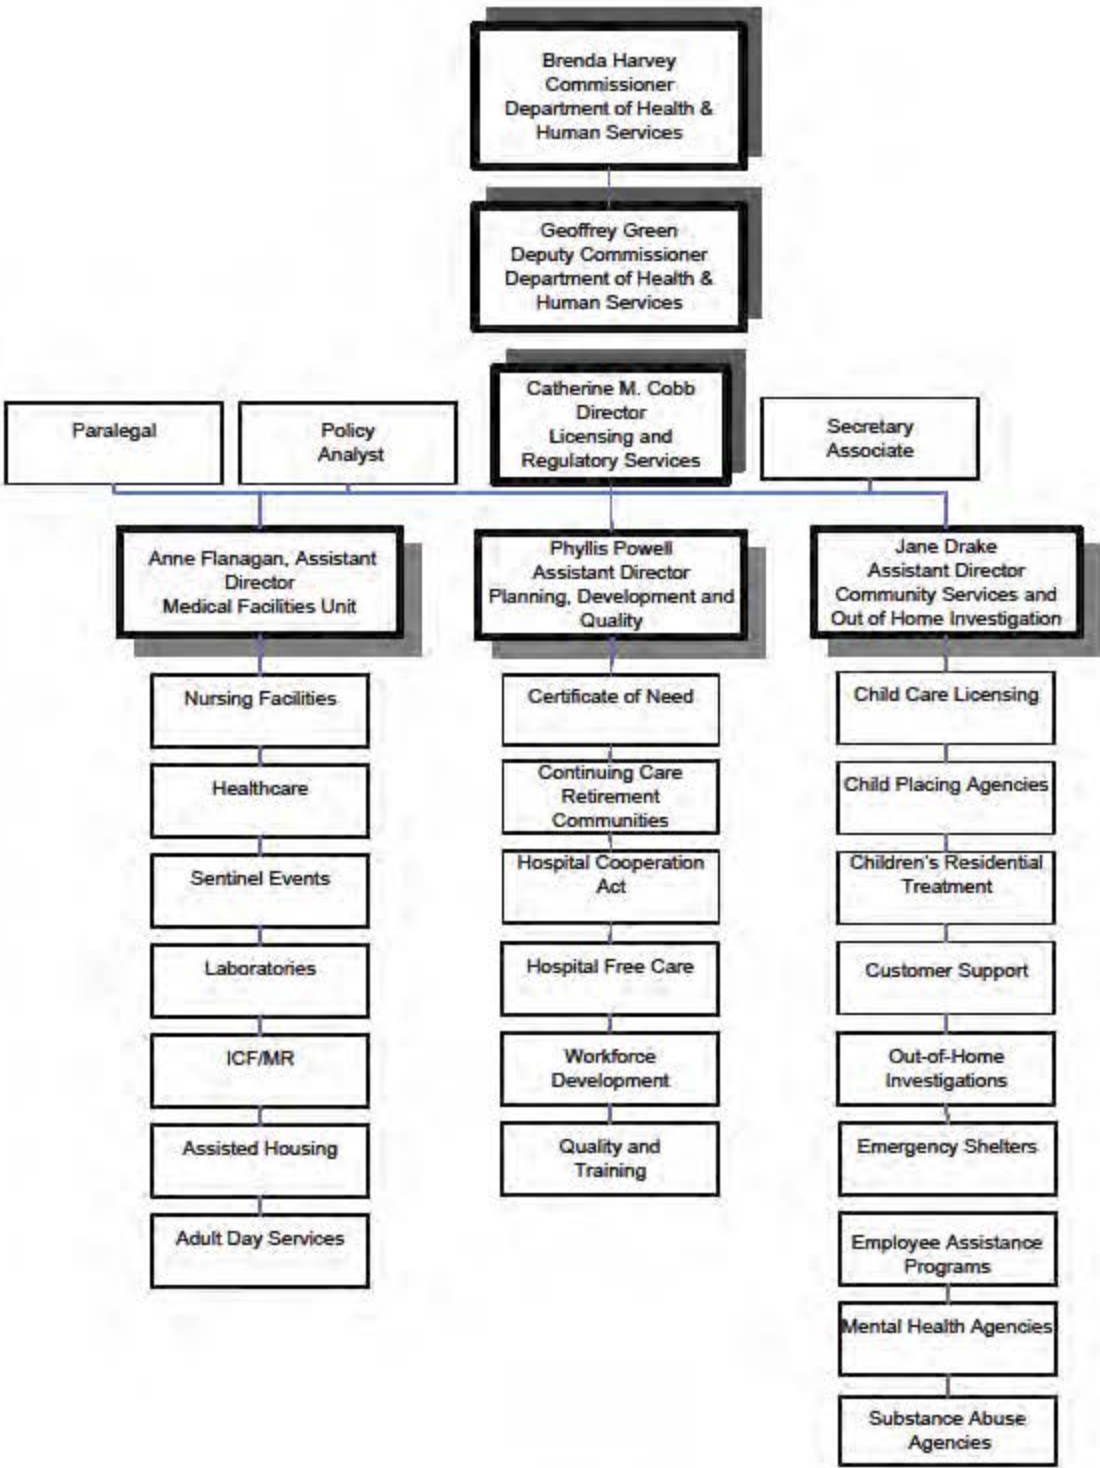 Brenda Harvey
Commissioner
Department of Health &
Human Services
Geoffrey Green
Deputy Commissioner
Department of Health &
Human Services
Catherine M. Cobb
Director
Licensing and
Regulatory Services
Paralegal
Policy
Analyst
Secretary
Associate
Anne Flanagan, Assistant
Director
Medical Facilities Unit
Phyllis Powell
Assistant Director
Planning, Development and
Quality
Jane Drake
Assistant Director
Community Services and
Out of Home Investigation
Nursing Facilities
Healthcare
Sentinel Events
Laboratories
ICF/MR
Assisted Housing
Adult Day Services
Certificate of Need
Continuing Care
Retirement
Communities
Hospital Cooperation
Act
Hospital Free Care
Workforce
Development
Quality and
Training
Child Care Licensing
Child Placing Agencies
Children's Residential
Treatment
Customer Support
Out-of-Home
Investigations
Emergency Shelters
Employee Assistance
Programs
Mental Health Agencies
Substance Abuse
Agencies